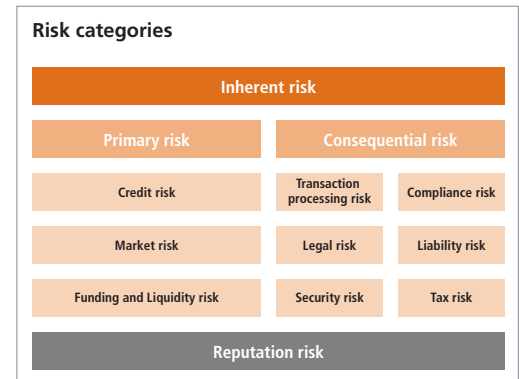 Risk categories
Inherent risk
Primary risk
Consequential risk
Credit risk
Transaction
processing risk
Compliance risk
Market risk
Legal risk
Liability risk
Funding and Liquidity risk
Security risk
Tax risk
Reputation risk